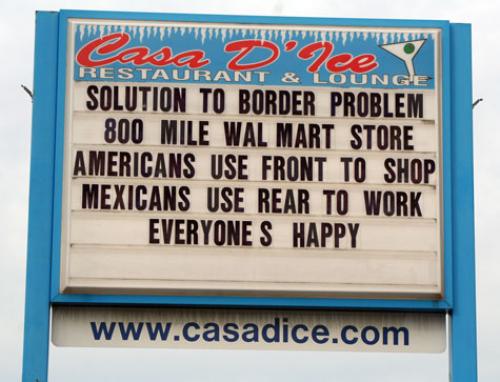 Casa D'Ice
RESTAURANT & LOUNGE
SOLUTION TO BORDER PROBLEM
800 MILE WAL MART STORE
AMERICANS USE FRONT TO SHOP
MEXICANS USE REAR TO WORK
EVERYONE S HAPPY
www.casadice.com